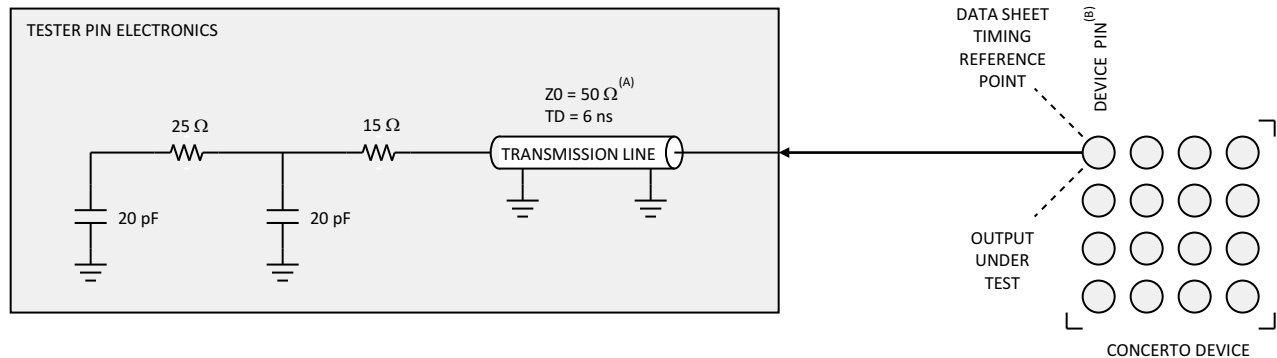 TESTER PIN ELECTRONICS
25 Ω
15 Ω
Z0 = 50 Ω(A)
TD = 6 ns
TRANSMISSION LINE
20 pF
20 pF
DATA SHEET
TIMING
REFERENCE
POINT
DEVICE PIN(B)
OUTPUT
UNDER
TEST
CONCERTO DEVICE